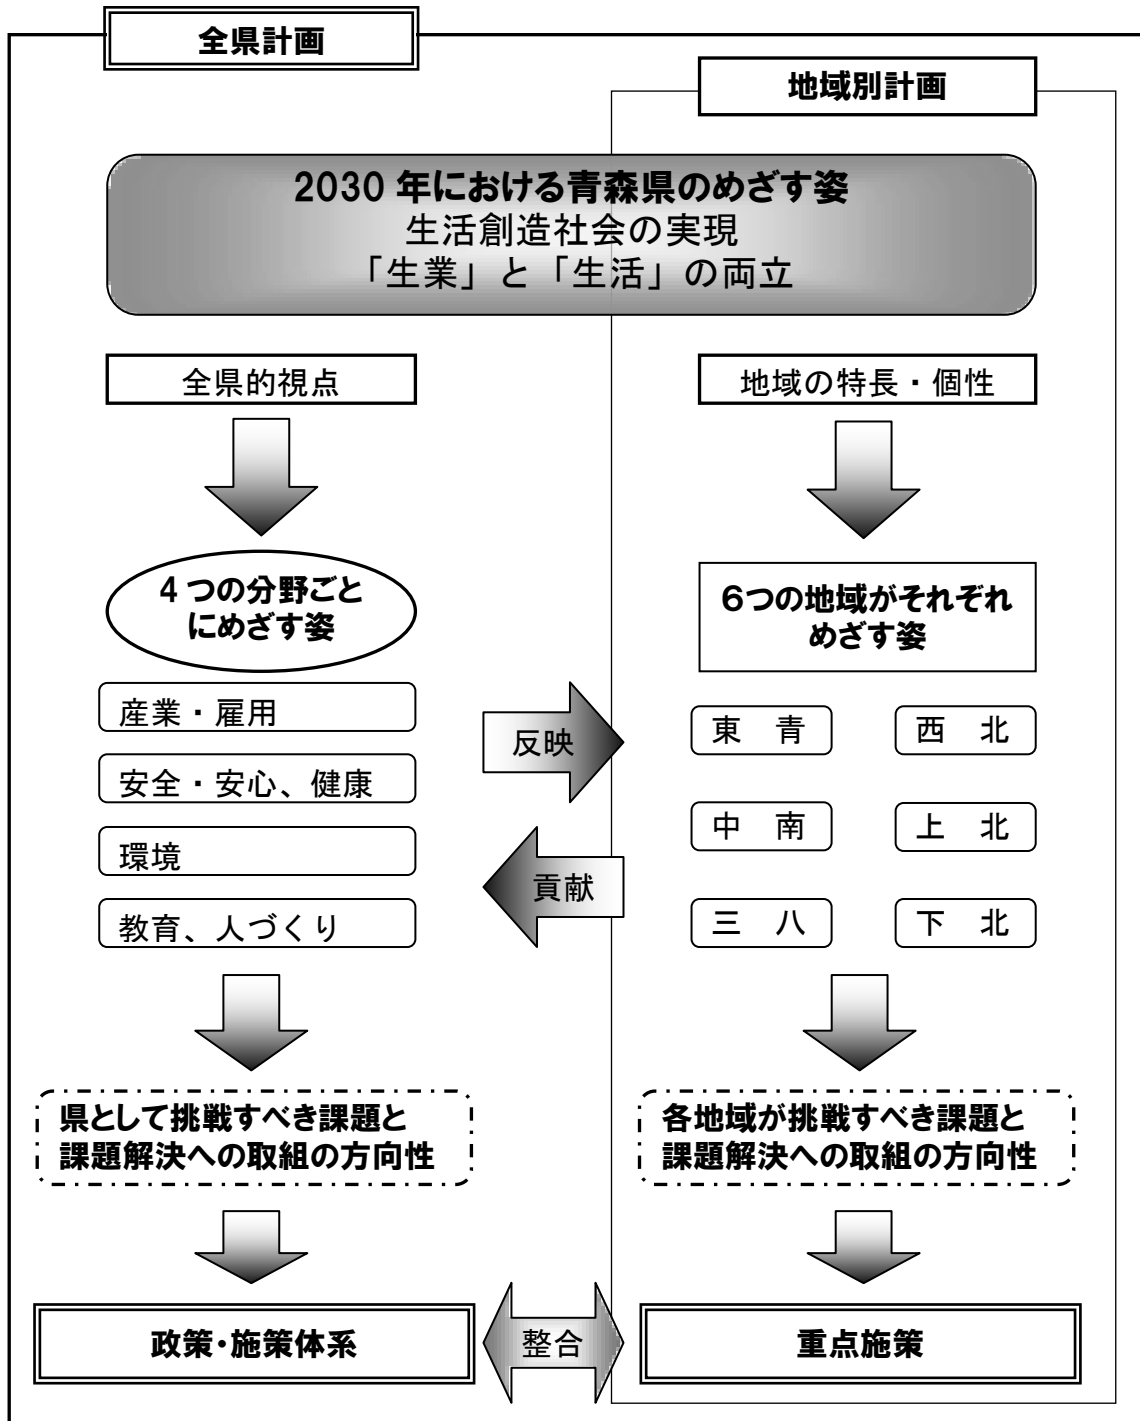 全県計画
地域別計画
2030 年における青森県のめざす姿
生活創造社会の実現
「生業」と「生活」の両立
全県的視点
地域の特長・個性
4 つの分野ごと
にめざす姿
6つの地域がそれぞれ
めざす姿
産業・雇用
安全・安心、健康
環境
教育、人づくり
反映
貢献
東 青
西 北
中 南
上 北
三 八
下 北
県として挑戦すべき課題と
課題解決への取組の方向性
各地域が挑戦すべき課題と
課題解決への取組の方向性
政策・施策体系
整合
重点施策